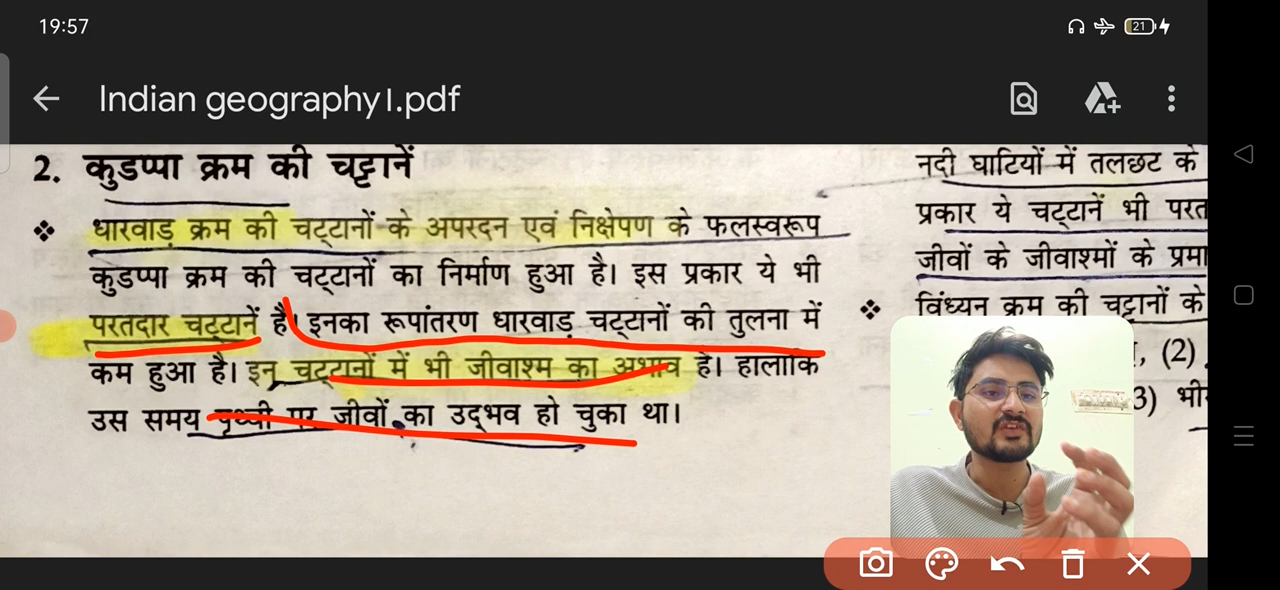 19:57
21
Indian geography1.pdf
2. कुडप्पा क्रम की चट्टानें
❖ धारवाड़ क्रम की चट्टानों के अपरदन एवं निक्षेपण के फलस्वरूप
कुडप्पा क्रम की चट्टानों का निर्माण हुआ है। इस प्रकार ये भी
परतदार चट्टानें है। इनका रूपांतरण धारवाड़ चट्टानों की तुलना में
कम हुआ है। इन चट्टानों में भी जीवाश्म का अभाव है। हालांकि
उस समय पृथ्वी पर जीवों का उद्भव हो चुका था।
नदी घाटियों में तलछट के
प्रकार ये चट्टानें भी परत
जीवों के जीवाश्मों के प्रमा
❖ विंध्यन क्रम की चट्टानों के
, (2)
3) भी